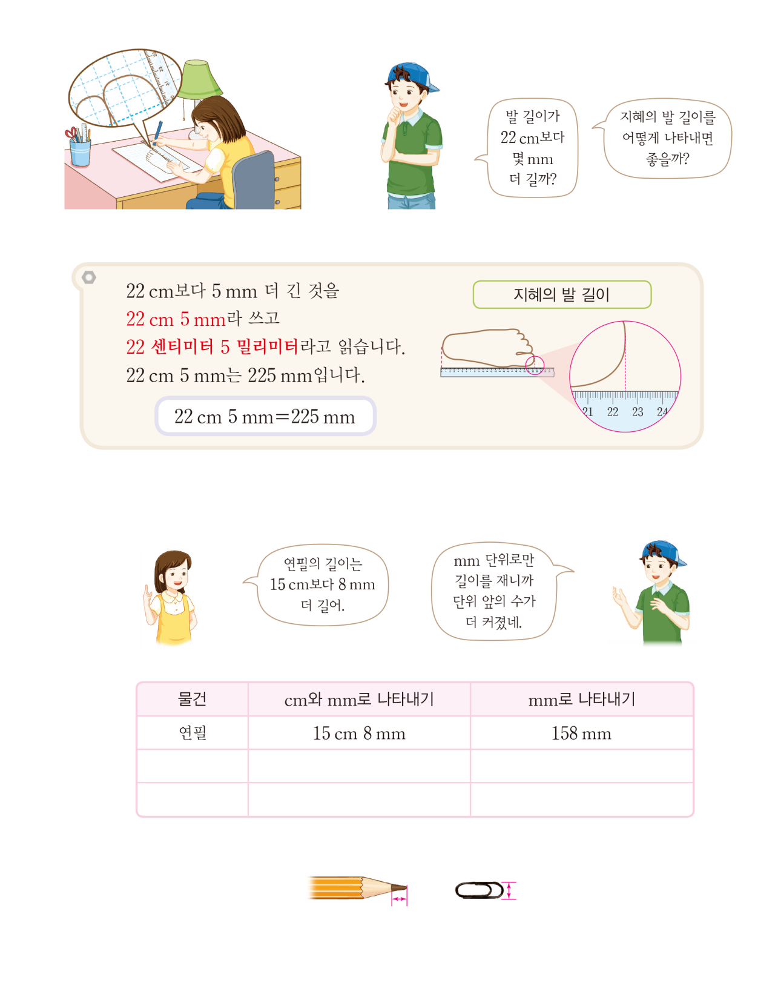 발 길이가
22 cm보다
몇 mm
더 길까?
지혜의 발 길이를
어떻게 나타내면
좋을까?
22 cm보다 5 mm 더 긴 것을
22 cm 5 mm라 쓰고
22 센티미터 5 밀리미터라고 읽습니다.
22 cm 5 mm는 225 mm입니다.
22 cm 5 mm=225 mm
지혜의 발 길이
21 22 23 24
연필의 길이는
15 cm보다 8 mm
더 길어.
mm 단위로만
길이를 재니까
단위 앞의 수가
더 커졌네.
물건 cm와 mm로 나타내기 mm로 나타내기
연필 15 cm 8 mm 158 mm